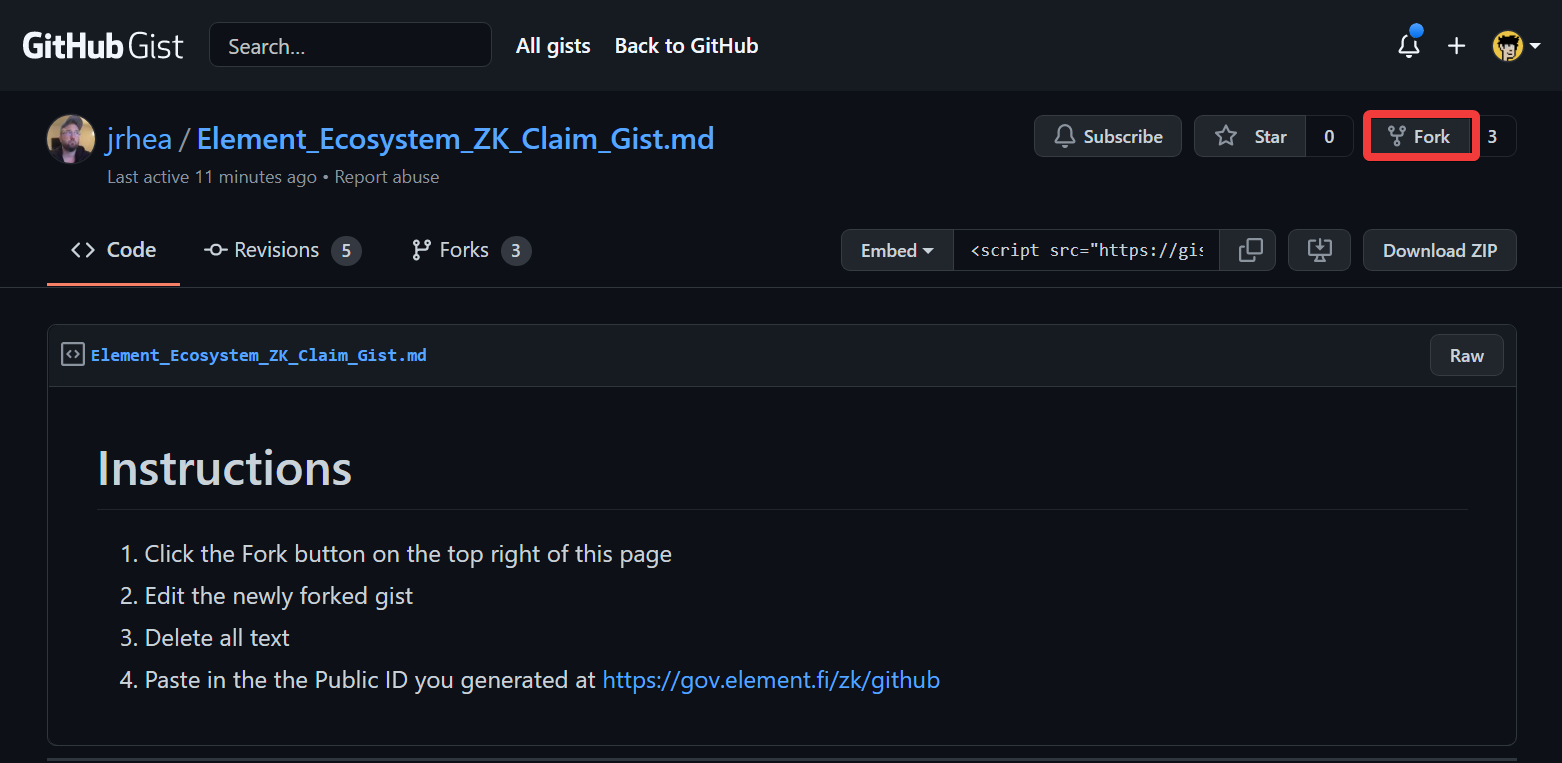 GitHub Gist Search... All gists Back to GitHub
jrhea / Element_Ecosystem_ZK_Claim_Gist.md Subscribe Star 0 Fork 3
Last active 11 minutes ago • Report abuse
Code Revisions 5 Forks 3 Embed <script src="https://gis Download ZIP
Element_Ecosystem_ZK_Claim_Gist.md Raw
Instructions
1. Click the Fork button on the top right of this page
2. Edit the newly forked gist
3. Delete all text
4. Paste in the the Public ID you generated at https://gov.element.fi/zk/github